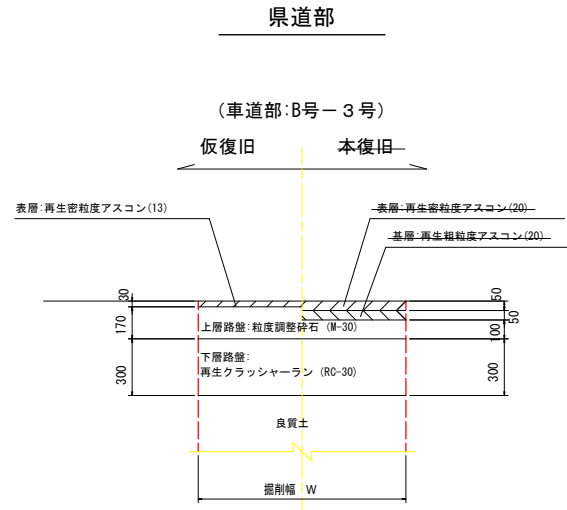 県道部
(車道部:B号－３号)
仮復旧
本復旧
表層:再生密粒度アスコン(13)
表層:再生密粒度アスコン(20)
基層:再生粗粒度アスコン(20)
30
170
300
50
50
100
300
上層路盤:粒度調整砕石 (M-30)
下層路盤:
再生クラッシャーラン (RC-30)
良質土
掘削幅 W